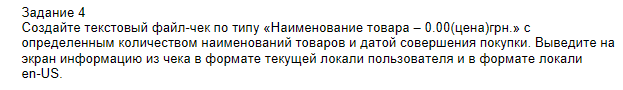 Задание 4
Создайте текстовый файл-чек по типу «Наименование товара – 0.00(цена)грн.» с
определенным количеством наименований товаров и датой совершения покупки. Выведите на
экран информацию из чека в формате текущей локали пользователя и в формате локали
en-US.